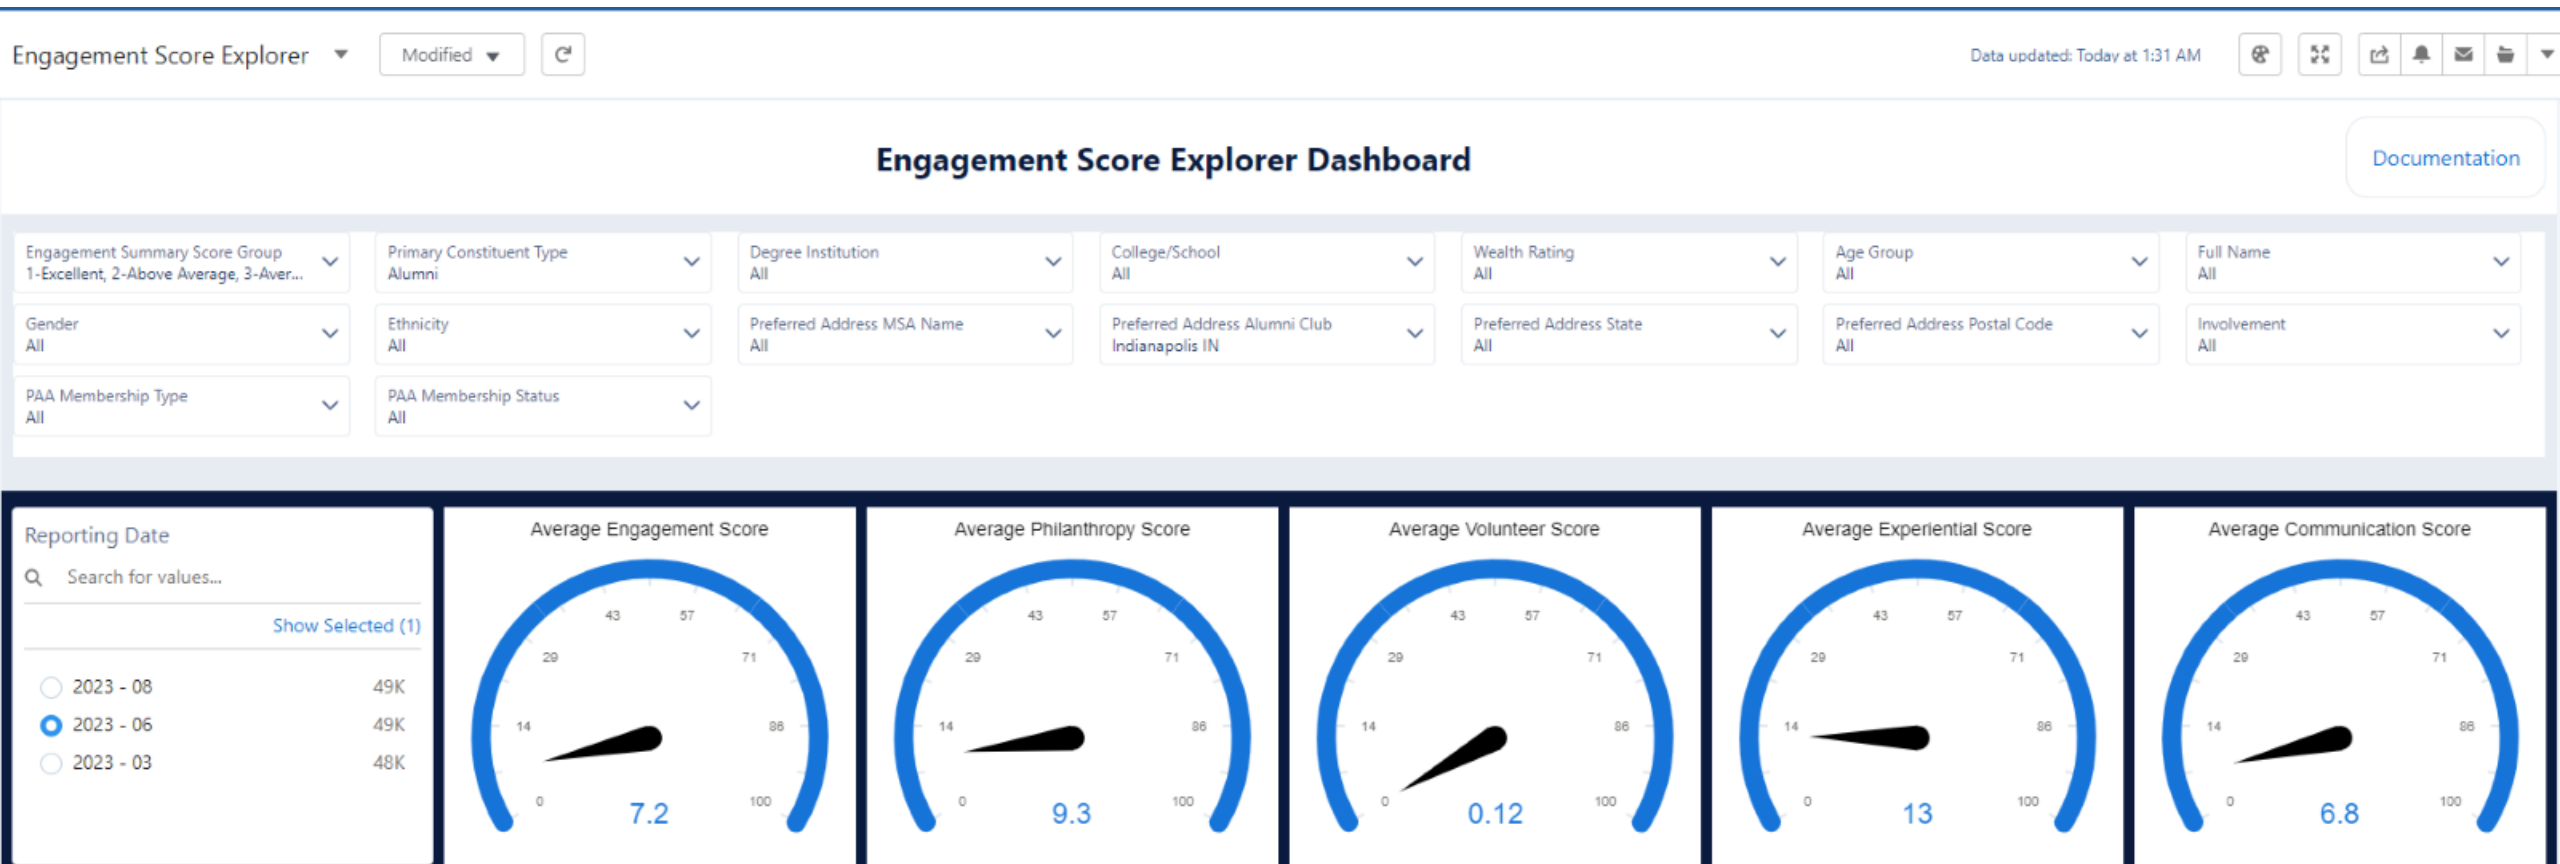 Engagement Score Explorer
Modified
Data updated: Today at 1:31 AM
Engagement Score Explorer Dashboard
Documentation
Engagement Summary Score Group
1-Excellent, 2-Above Average, 3-Aver...
Primary Constituent Type
Alumni
Degree Institution
All
College/School
All
Wealth Rating
All
Age Group
All
Full Name
All
Gender
All
Ethnicity
All
Preferred Address MSA Name
All
Preferred Address Alumni Club
Indianapolis IN
Preferred Address State
All
Preferred Address Postal Code
All
Involvement
All
PAA Membership Type
All
PAA Membership Status
All
Reporting Date
Search for values...
Show Selected (1)
2023 - 08 49K
2023 - 06 49K
2023 - 03 48K
Average Engagement Score
43 57
29 71
14 86
0 100
7.2
Average Philanthropy Score
43 57
29 71
14 86
0 100
9.3
Average Volunteer Score
43 57
29 71
14 86
0 100
0.12
Average Experiential Score
43 57
29 71
14 86
0 100
13
Average Communication Score
43 57
29 71
14 86
0 100
6.8